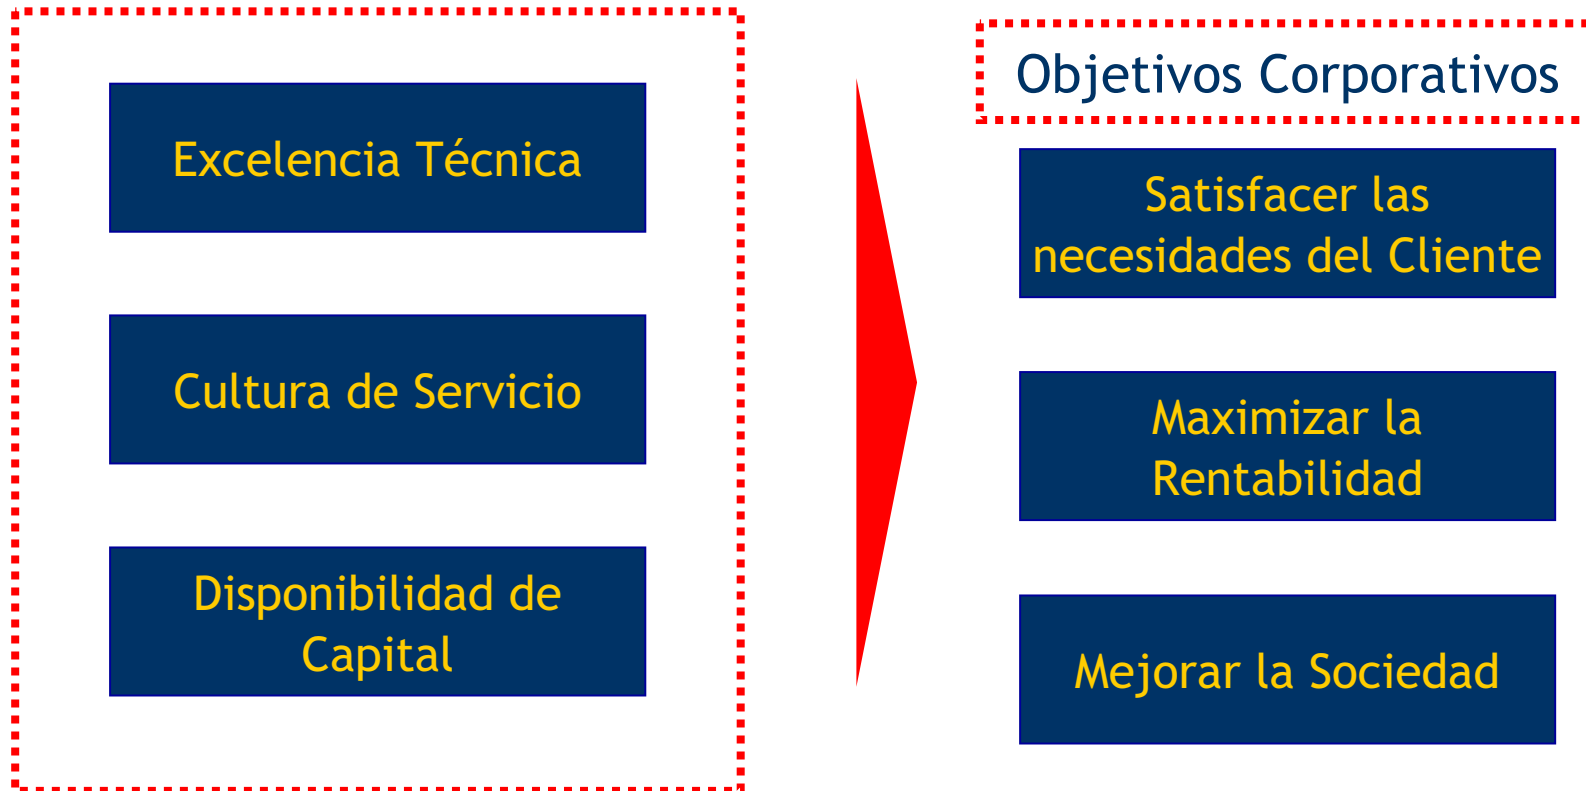 Excelencia Técnica
Cultura de Servicio
Disponibilidad de
Capital
Objetivos Corporativos
Satisfacer las
necesidades del Cliente
Maximizar la
Rentabilidad
Mejorar la Sociedad